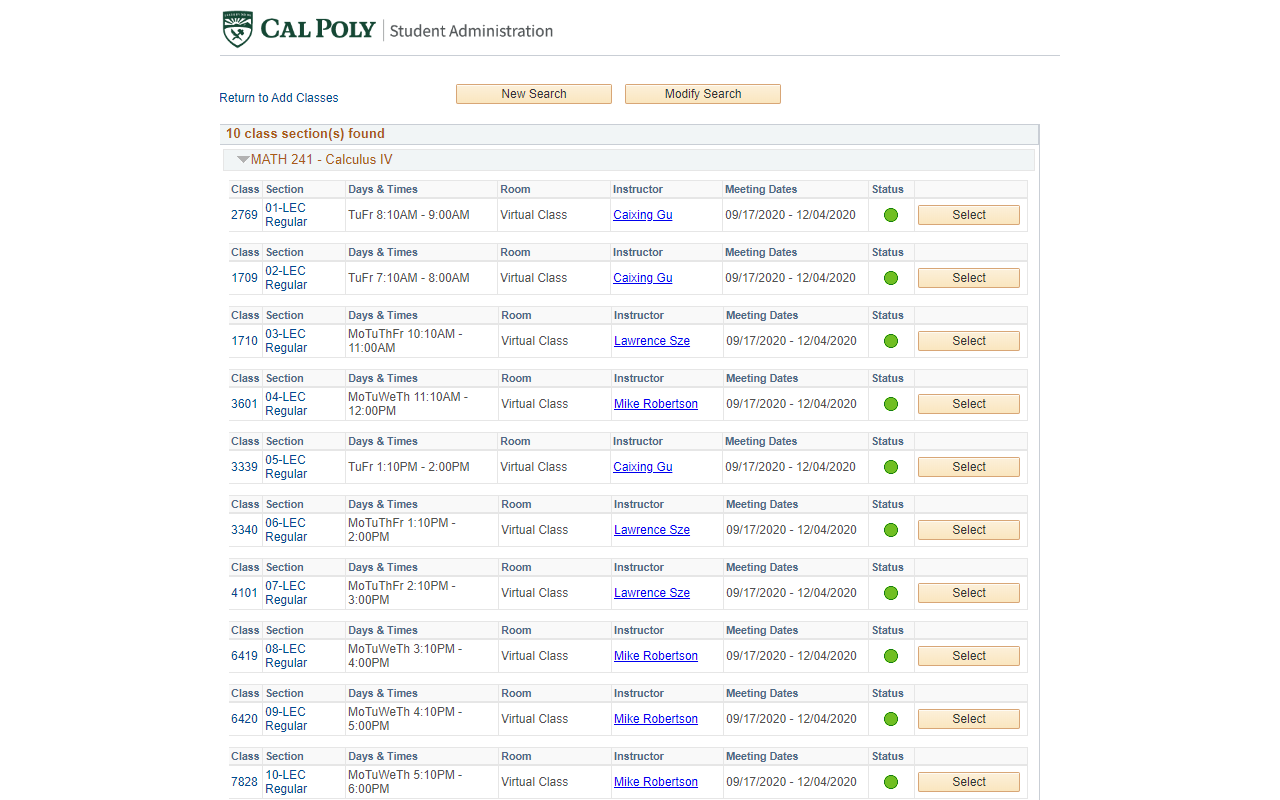 CAL POLY Student Administration
Return to Add Classes New Search Modify Search
10 class section(s) found
MATH 241 - Calculus IV
Class Section Days & Times Room Instructor Meeting Dates Status
2769 01-LEC Regular TuFr 8:10AM - 9:00AM Virtual Class Caixing Gu 09/17/2020 - 12/04/2020 Select
Class Section Days & Times Room Instructor Meeting Dates Status
1709 02-LEC Regular TuFr 7:10AM - 8:00AM Virtual Class Caixing Gu 09/17/2020 - 12/04/2020 Select
Class Section Days & Times Room Instructor Meeting Dates Status
1710 03-LEC Regular MoTuThFr 10:10AM - 11:00AM Virtual Class Lawrence Sze 09/17/2020 - 12/04/2020 Select
Class Section Days & Times Room Instructor Meeting Dates Status
3601 04-LEC Regular MoTuWeTh 11:10AM - 12:00PM Virtual Class Mike Robertson 09/17/2020 - 12/04/2020 Select
Class Section Days & Times Room Instructor Meeting Dates Status
3339 05-LEC Regular TuFr 1:10PM - 2:00PM Virtual Class Caixing Gu 09/17/2020 - 12/04/2020 Select
Class Section Days & Times Room Instructor Meeting Dates Status
3340 06-LEC Regular MoTuThFr 1:10PM - 2:00PM Virtual Class Lawrence Sze 09/17/2020 - 12/04/2020 Select
Class Section Days & Times Room Instructor Meeting Dates Status
4101 07-LEC Regular MoTuThFr 2:10PM - 3:00PM Virtual Class Lawrence Sze 09/17/2020 - 12/04/2020 Select
Class Section Days & Times Room Instructor Meeting Dates Status
6419 08-LEC Regular MoTuWeTh 3:10PM - 4:00PM Virtual Class Mike Robertson 09/17/2020 - 12/04/2020 Select
Class Section Days & Times Room Instructor Meeting Dates Status
6420 09-LEC Regular MoTuWeTh 4:10PM - 5:00PM Virtual Class Mike Robertson 09/17/2020 - 12/04/2020 Select
Class Section Days & Times Room Instructor Meeting Dates Status
7828 10-LEC Regular MoTuWeTh 5:10PM - 6:00PM Virtual Class Mike Robertson 09/17/2020 - 12/04/2020 Select